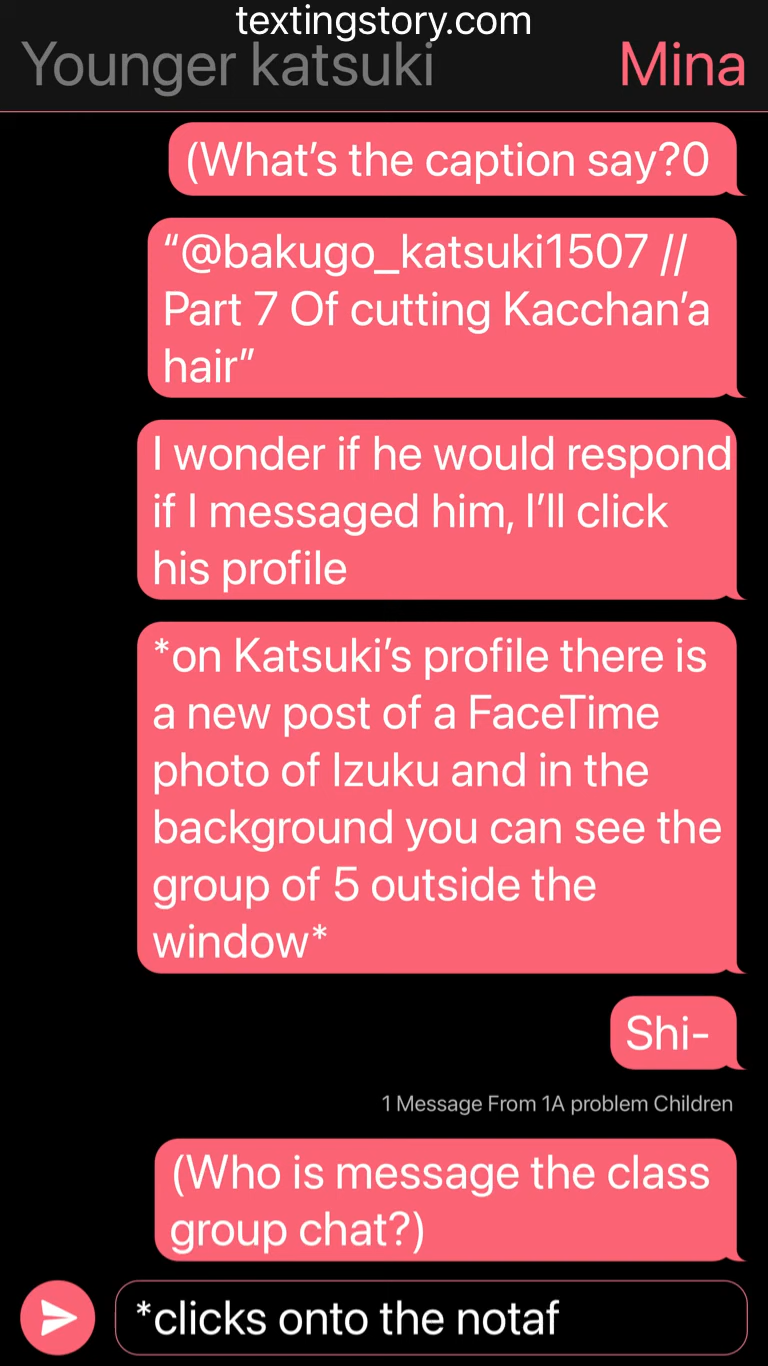 textingstory.com
Younger katsuki Mina
(What’s the caption say?0
“@bakugo_katsuki1507 //
Part 7 Of cutting Kacchan’a
hair”
I wonder if he would respond
if I messaged him, I’ll click
his profile
*on Katsuki’s profile there is
a new post of a FaceTime
photo of Izuku and in the
background you can see the
group of 5 outside the
window*
Shi-
1 Message From 1A problem Children
(Who is message the class
group chat?)
*clicks onto the notaf